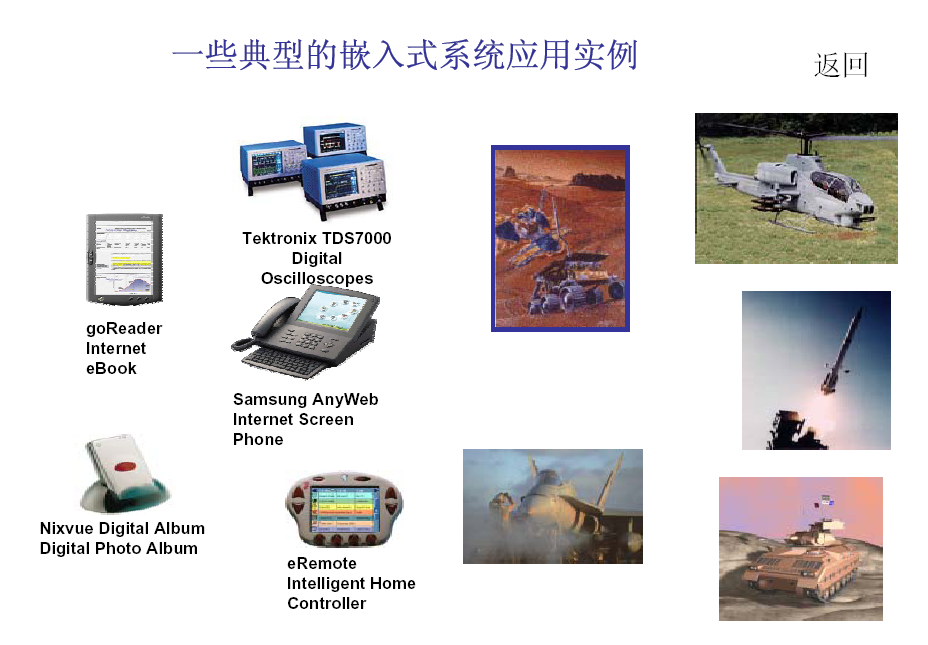 一些典型的嵌入式系统应用实例
返回
Tektronix TDS7000
Digital
Oscilloscopes
goReader
Internet
eBook
Samsung AnyWeb
Internet Screen
Phone
Nixvue Digital Album
Digital Photo Album
eRemote
Intelligent Home
Controller